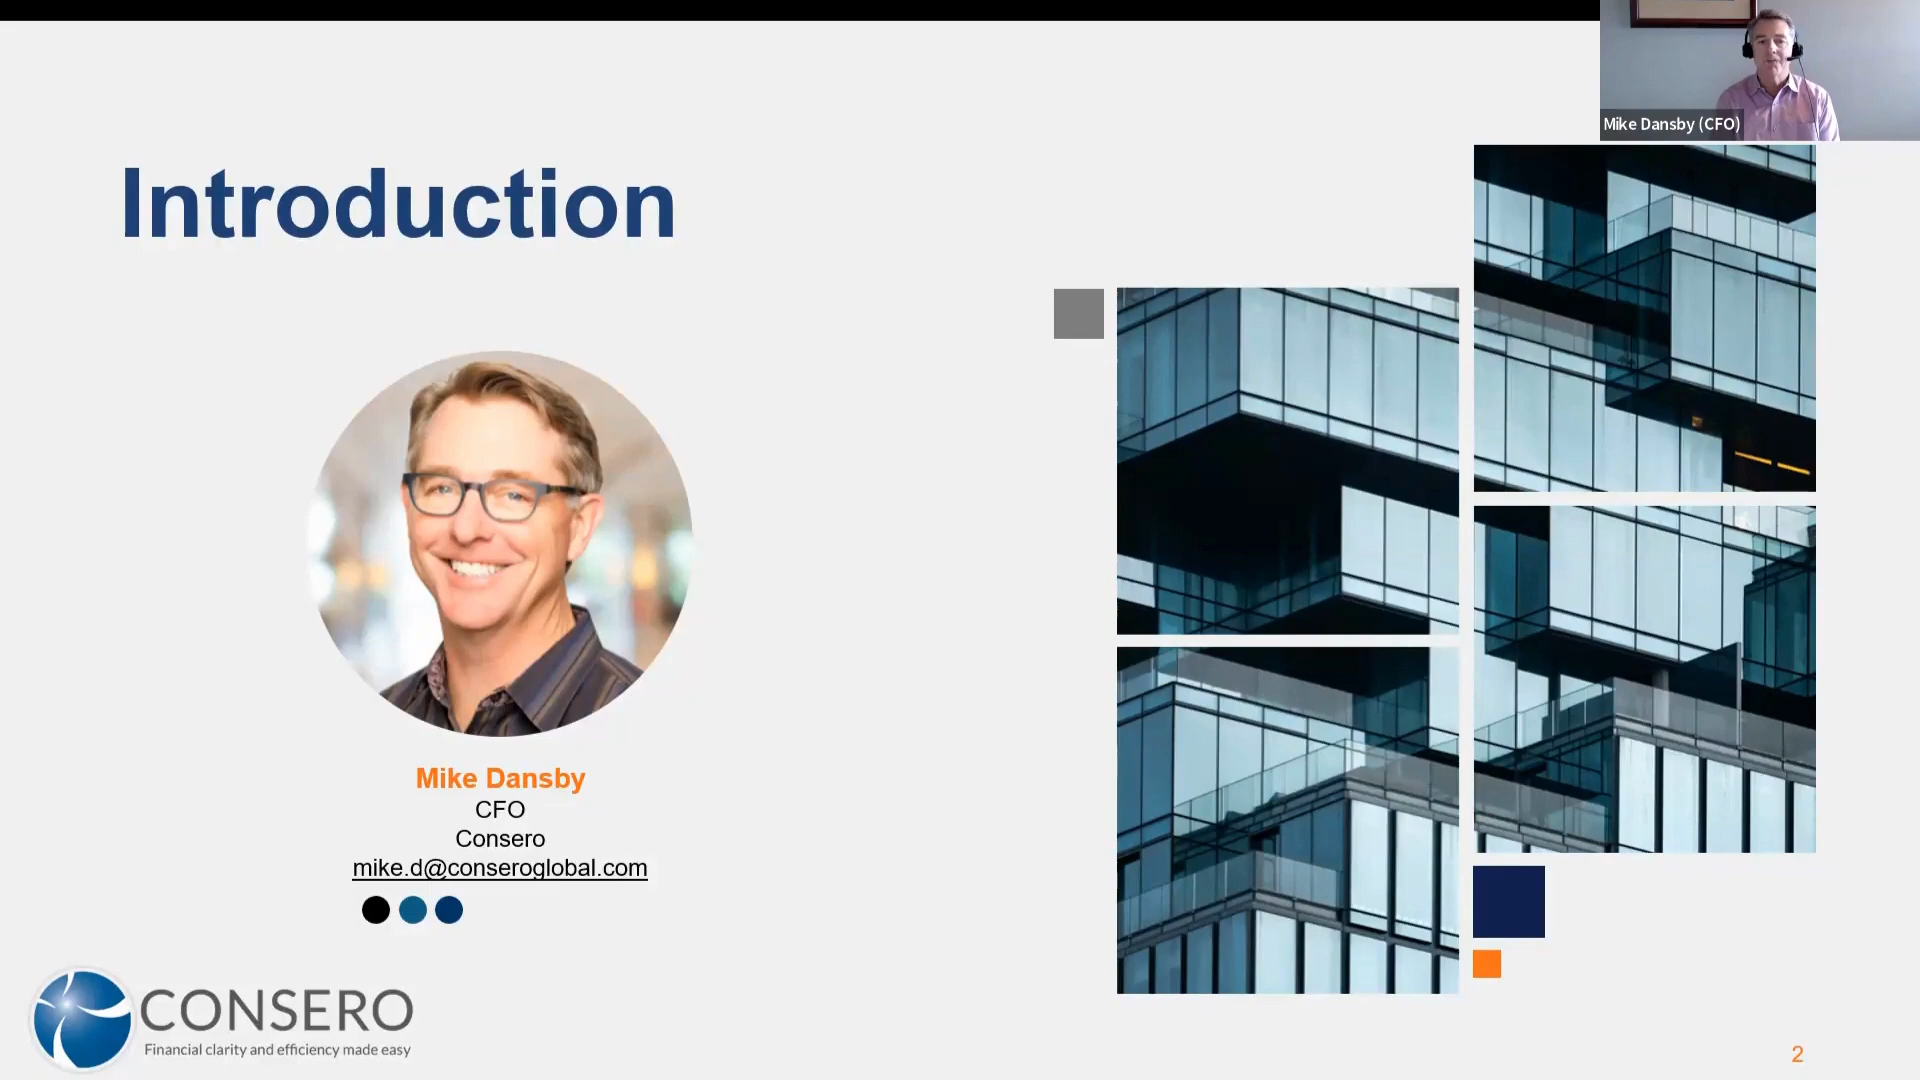 Mike Dansby (CFO)
Introduction
Mike Dansby
CFO
Consero
mike.d@conseroglobal.com
CONSERO
Financial clarity and efficiency made easy
2